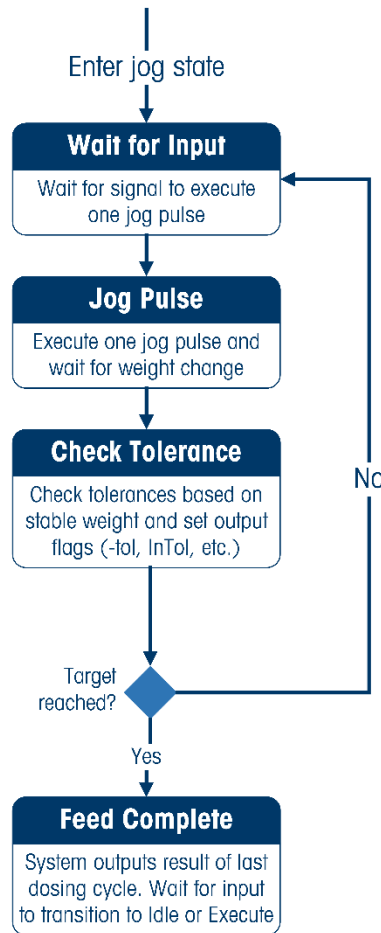 Enter jog state
Wait for Input
Wait for signal to execute
one jog pulse
Jog Pulse
Execute one jog pulse and
wait for weight change
Check Tolerance
Check tolerances based on
stable weight and set output
flags (-tol, InTol, etc.)
No
Target
reached?
Yes
Feed Complete
System outputs result of last
dosing cycle. Wait for input
to transition to Idle or Execute